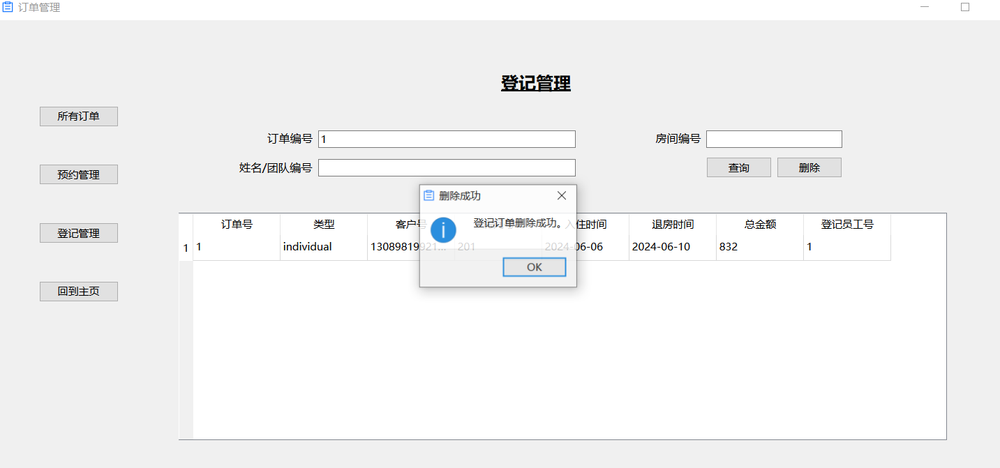 订单管理
登记管理
所有订单
订单编号 1 房间编号
预约管理
姓名/团队编号 查询 删除
删除成功
登记订单删除成功。
OK
登记管理
回到主页
订单号 类型 客户号 入住时间 退房时间 总金额 登记员工号
1 1 individual 13089819921... 201 2024-06-06 2024-06-10 832 1